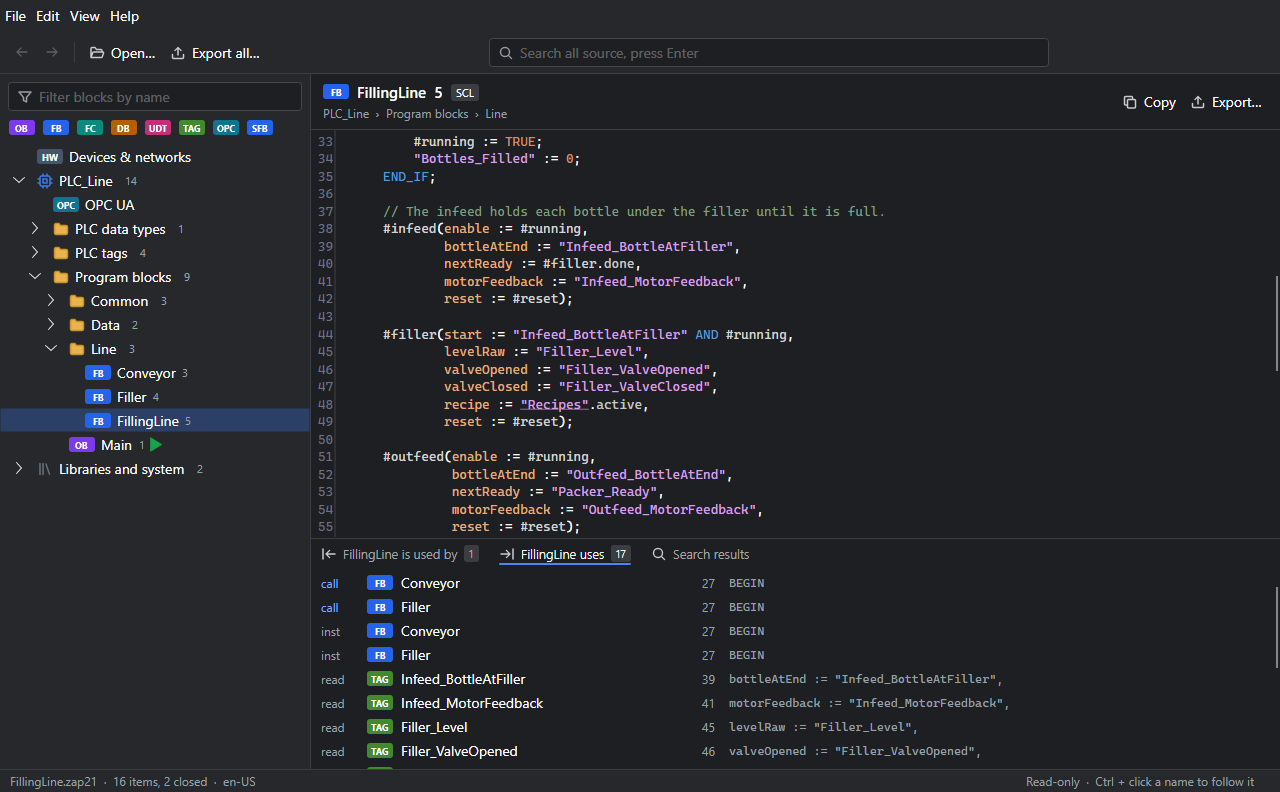 File Edit View Help
Open... Export all...
Search all source, press Enter
Filter blocks by name
OB FB FC DB UDT TAG OPC SFB
HW Devices & networks
PLC_Line 14
OPC OPC UA
PLC data types 1
PLC tags 4
Program blocks 9
Common 3
Data 2
Line 3
FB Conveyor 3
FB Filler 4
FB FillingLine 5
OB Main 1
Libraries and system 2
FB FillingLine 5 SCL
PLC_Line › Program blocks › Line
Copy Export...
33 #running := TRUE;
34 "Bottles_Filled" := 0;
35 END_IF;
36
37 // The infeed holds each bottle under the filler until it is full.
38 #infeed(enable := #running,
39 bottleAtEnd := "Infeed_BottleAtFiller",
40 nextReady := #filler.done,
41 motorFeedback := "Infeed_MotorFeedback",
42 reset := #reset);
43
44 #filler(start := "Infeed_BottleAtFiller" AND #running,
45 levelRaw := "Filler_Level",
46 valveOpened := "Filler_ValveOpened",
47 valveClosed := "Filler_ValveClosed",
48 recipe := "Recipes".active,
49 reset := #reset);
50
51 #outfeed(enable := #running,
52 bottleAtEnd := "Outfeed_BottleAtEnd",
53 nextReady := "Packer_Ready",
54 motorFeedback := "Outfeed_MotorFeedback",
55 reset := #reset);
FillingLine is used by 1 FillingLine uses 17 Search results
call FB Conveyor 27 BEGIN
call FB Filler 27 BEGIN
inst FB Conveyor 27 BEGIN
inst FB Filler 27 BEGIN
read TAG Infeed_BottleAtFiller 39 bottleAtEnd := "Infeed_BottleAtFiller",
read TAG Infeed_MotorFeedback 41 motorFeedback := "Infeed_MotorFeedback",
read TAG Filler_Level 45 levelRaw := "Filler_Level",
read TAG Filler_ValveOpened 46 valveOpened := "Filler_ValveOpened",
FillingLine.zap21 · 16 items, 2 closed · en-US
Read-only · Ctrl + click a name to follow it